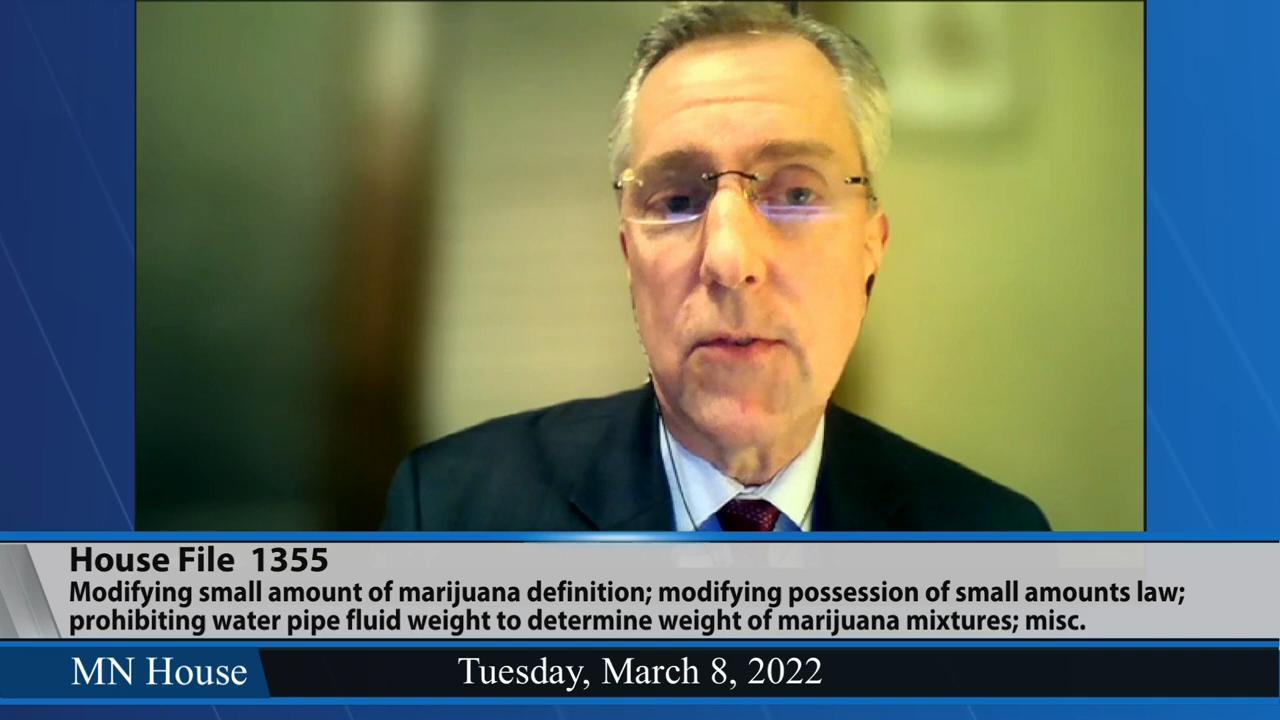 House File 1355
Modifying small amount of marijuana definition; modifying possession of small amounts law;
prohibiting water pipe fluid weight to determine weight of marijuana mixtures; misc.
MN House
Tuesday, March 8, 2022